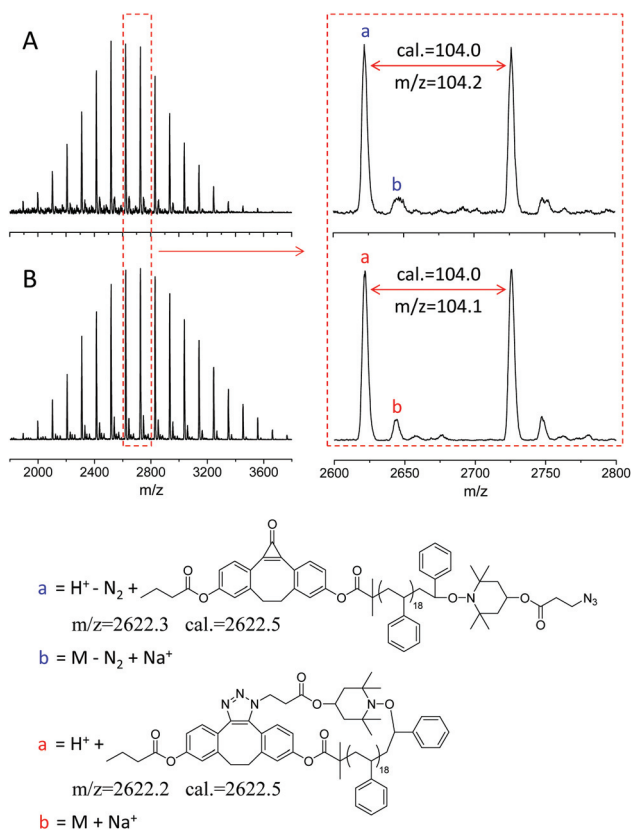 A
a
cal.=104.0
m/z=104.2
b
B
a
cal.=104.0
m/z=104.1
b
2000 2400 2800 3200 3600
m/z
2600 2650 2700 2725 2800
m/z
O
a = H⁺ - N₂ +
O
O
O
O
18
O
N
O
O
N₃
m/z=2622.3 cal.=2622.5
b = M - N₂ + Na⁺
N
N
N
O
O
N
O
a = H⁺ +
O
O
O
O
18
m/z=2622.2 cal.=2622.5
b = M + Na⁺